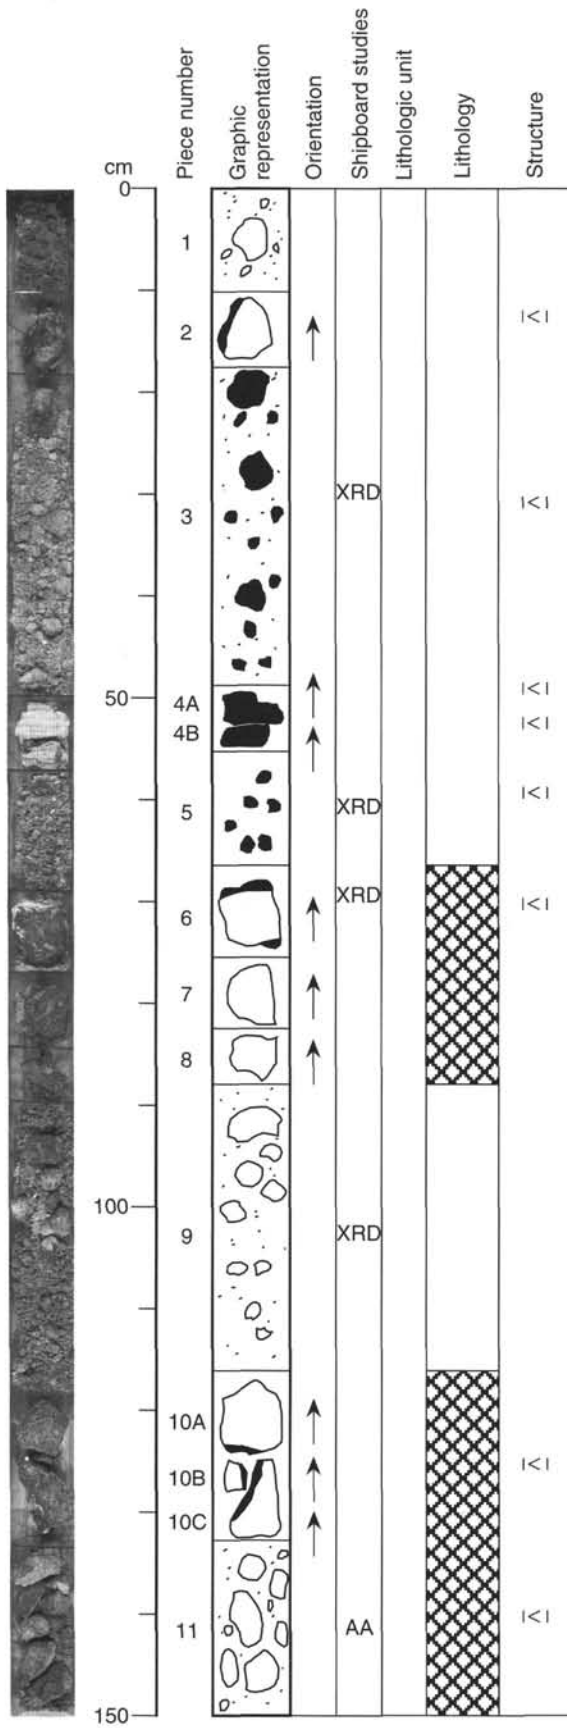 cm
Piece number
Graphic representation
Orientation
Shipboard studies
Lithologic unit
Lithology
Structure
0
1
2
3 XRD
50
4A
4B
5 XRD
6 XRD
7
8
100
9 XRD
10A
10B
10C
11 AA
150